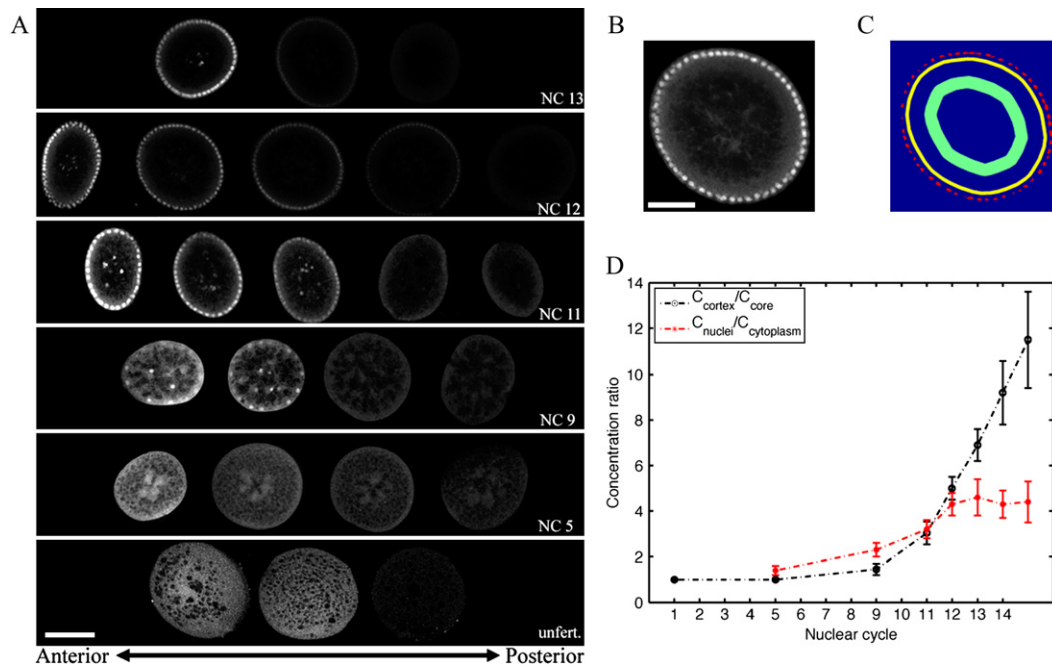 A
NC 13
NC 12
NC 11
NC 9
NC 5
unfert.
Anterior Posterior
B
C
D
C_cortex/C_core
C_nuclei/C_cytoplasm
14
12
10
8
6
4
2
0
Concentration ratio
1 2 3 4 5 6 7 8 9 10 11 12 13 14
Nuclear cycle